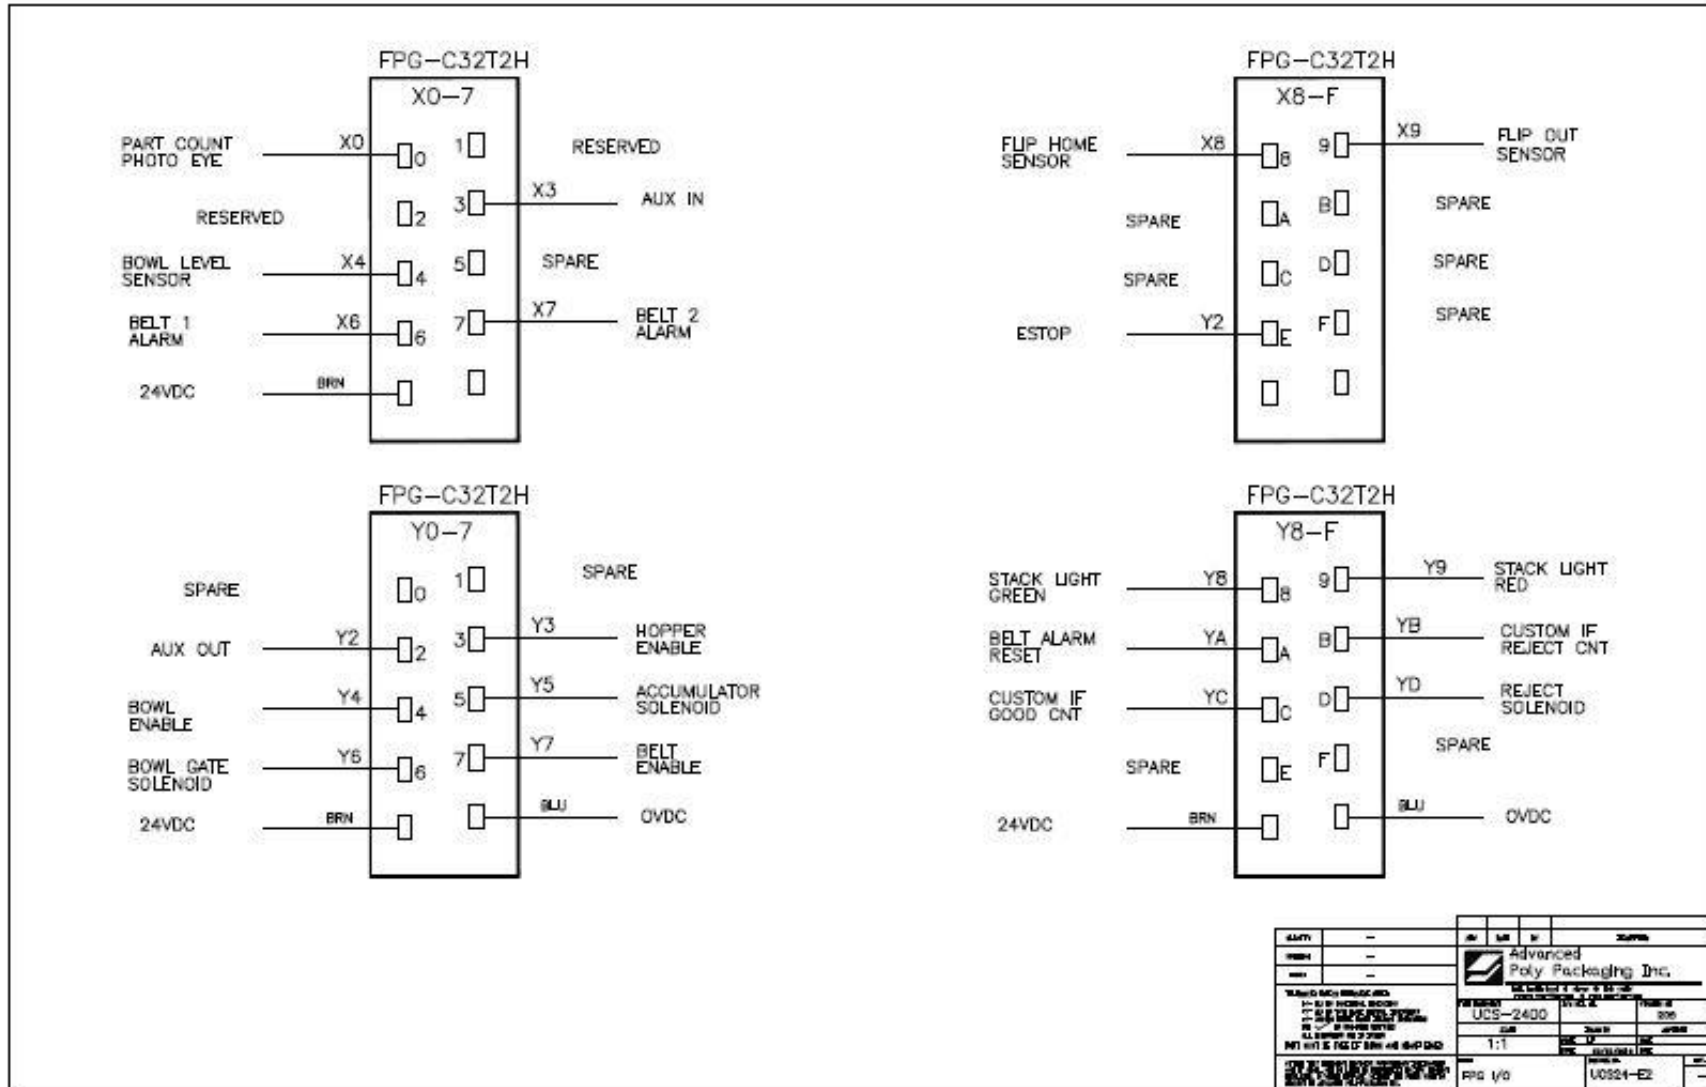 FPG-C32T2H
X0-7
PART COUNT
PHOTO EYE
X0
0
1
RESERVED
RESERVED
2
3
X3
AUX IN
BOWL LEVEL
SENSOR
X4
4
5
SPARE
BELT 1
ALARM
X6
6
7
X7
BELT 2
ALARM
24VDC
BRN
FPG-C32T2H
X8-F
FLIP HOME
SENSOR
X8
8
9
X9
FLIP OUT
SENSOR
SPARE
A
B
SPARE
SPARE
C
D
SPARE
ESTOP
Y2
E
F
SPARE
FPG-C32T2H
Y0-7
SPARE
0
1
SPARE
AUX OUT
Y2
2
3
Y3
HOPPER
ENABLE
BOWL
ENABLE
Y4
4
5
Y5
ACCUMULATOR
SOLENOID
BOWL GATE
SOLENOID
Y6
6
7
Y7
BELT
ENABLE
24VDC
BRN
BLU
0VDC
FPG-C32T2H
Y8-F
STACK LIGHT
GREEN
Y8
8
9
Y9
STACK LIGHT
RED
BELT ALARM
RESET
YA
A
B
YB
CUSTOM IF
REJECT CNT
CUSTOM IF
GOOD CNT
YC
C
D
YD
REJECT
SOLENOID
SPARE
E
F
SPARE
24VDC
BRN
BLU
0VDC
Advanced
Poly Packaging Inc.
UCS-2400
1:1
FPG I/O
UCS24-E2